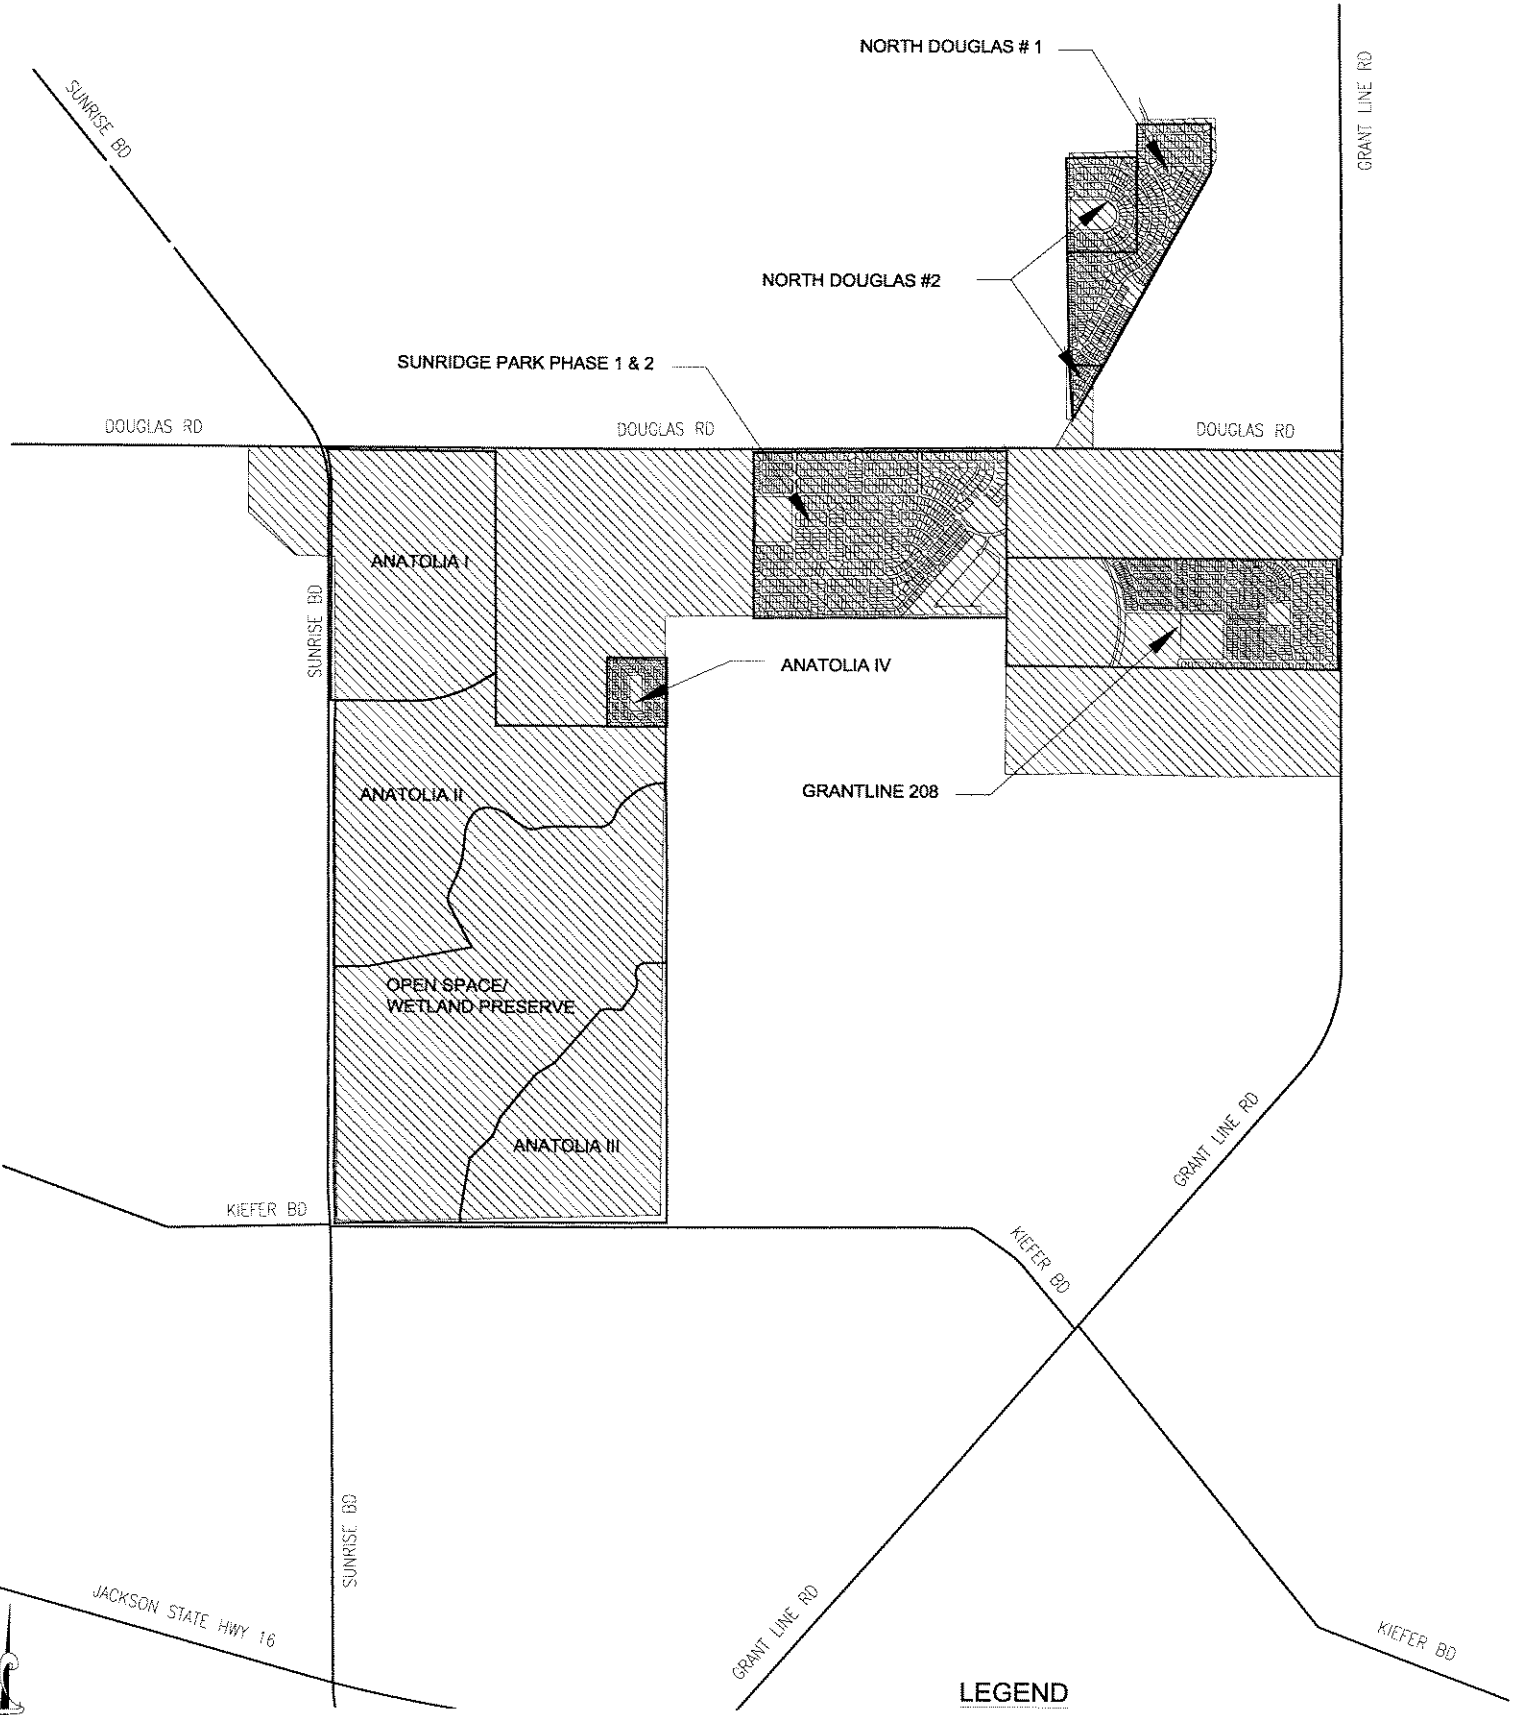 NORTH DOUGLAS # 1
GRANT LINE RD
SUNRISE BD
NORTH DOUGLAS #2
SUNRIDGE PARK PHASE 1 & 2
DOUGLAS RD
DOUGLAS RD
DOUGLAS RD
ANATOLIA I
SUNRISE BD
ANATOLIA IV
ANATOLIA II
GRANTLINE 208
OPEN SPACE/
WETLAND PRESERVE
ANATOLIA III
GRANT LINE RD
KIEFER BD
KIEFER BD
SUNRISE BD
JACKSON STATE HWY 16
GRANT LINE RD
KIEFER BD
LEGEND